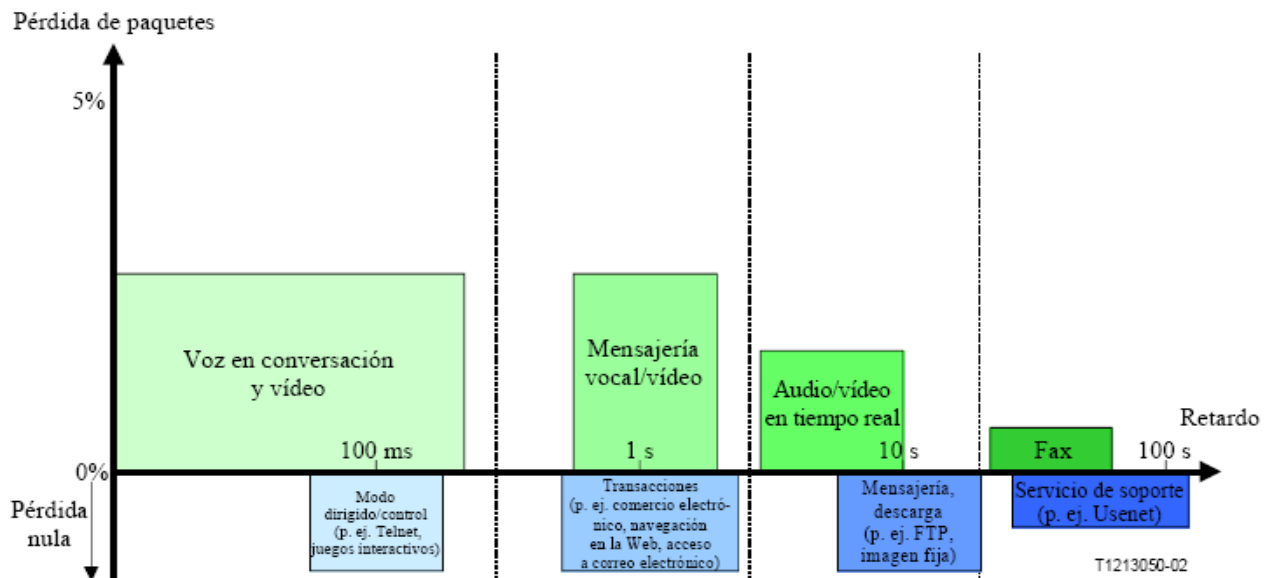 Pérdida de paquetes
5%
Voz en conversación
y vídeo
Mensajería
vocal/vídeo
Audio/vídeo
en tiempo real
Fax
Retardo
100 ms
1 s
10 s
100 s
0%
Pérdida
nula
Modo
dirigido/control
(p. ej. Telnet,
juegos interactivos)
Transacciones
(p. ej. comercio electró-
nico, navegación
en la Web, acceso
a correo electrónico)
Mensajería,
descarga
(p. ej. FTP,
imagen fija)
Servicio de soporte
(p. ej. Usenet)
T1213050-02